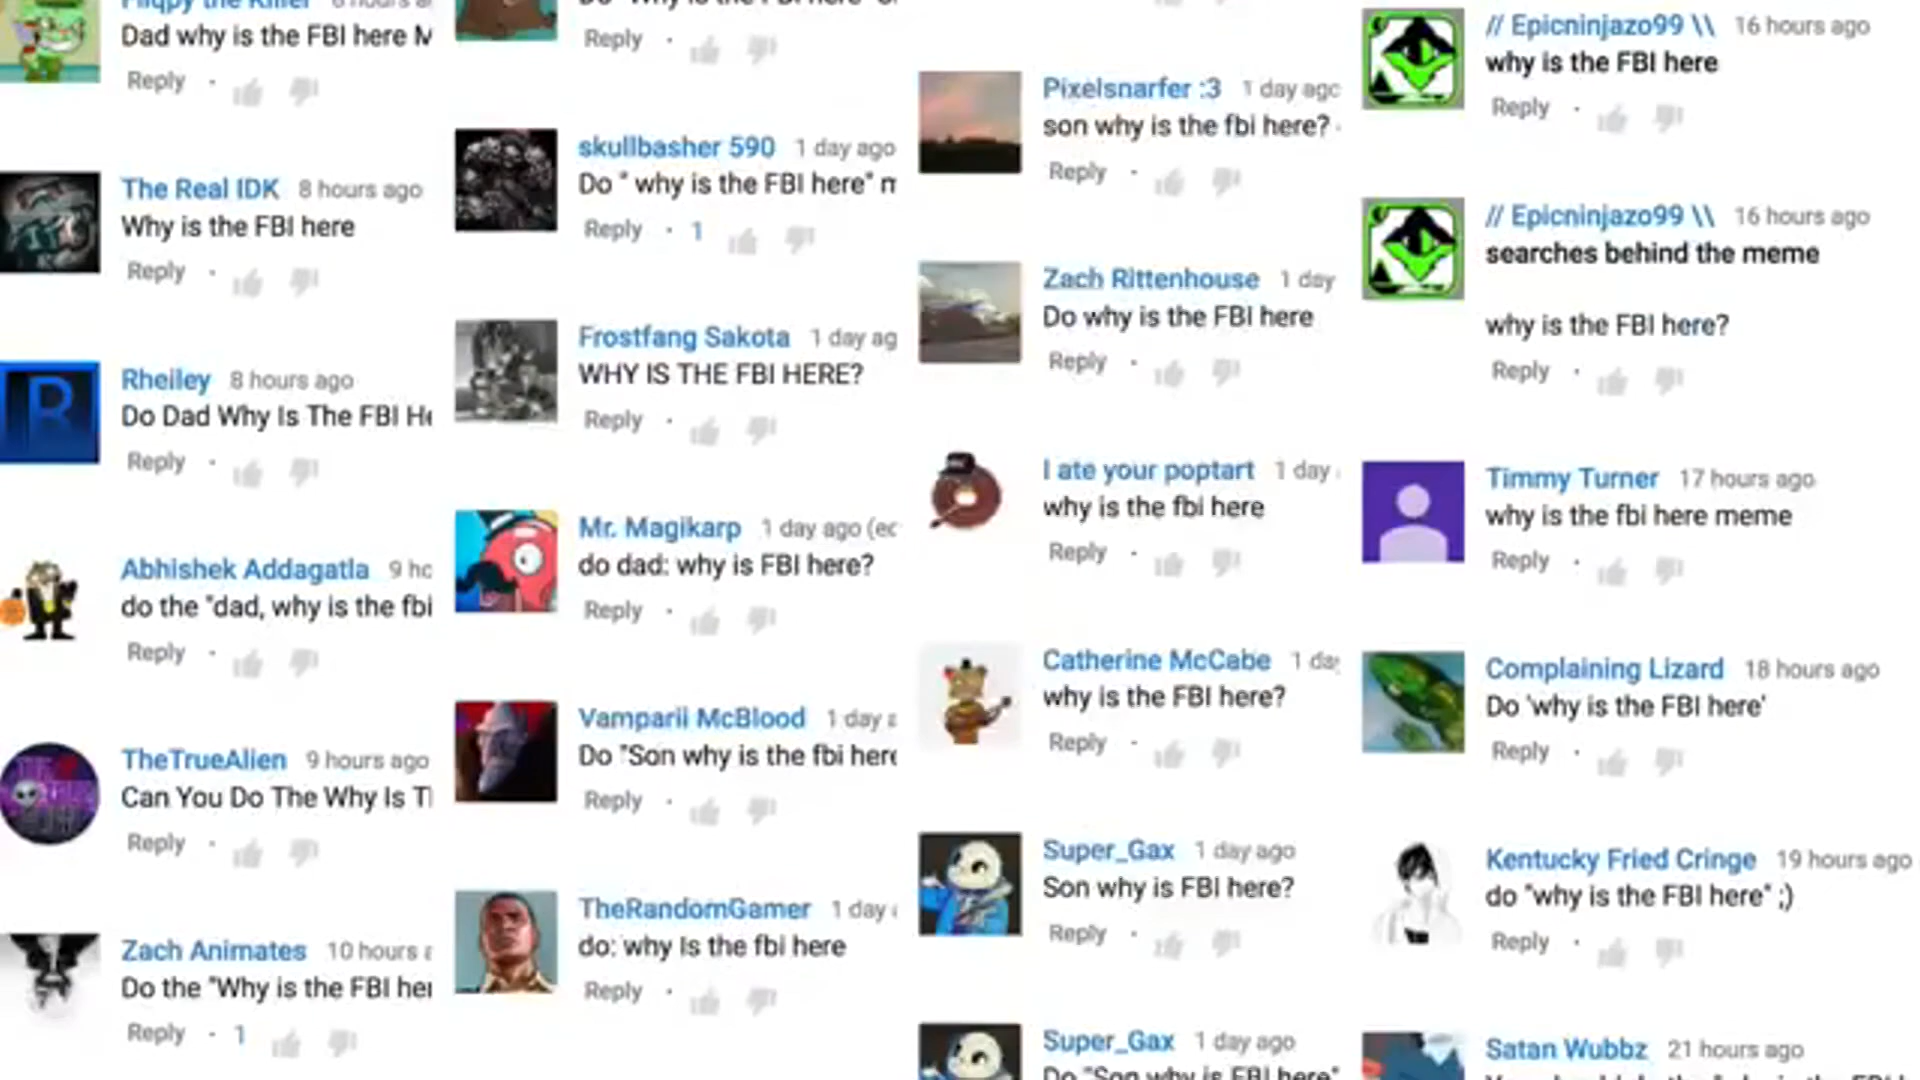 Fliqpy the Killer
Dad why is the FBI here M
Reply
The Real IDK 8 hours ago
Why is the FBI here
Reply
Rheiley 8 hours ago
Do Dad Why Is The FBI He
Reply
Abhishek Addagatla 9 ho
do the "dad, why is the fbi
Reply
TheTrueAlien 9 hours ago
Can You Do The Why Is T
Reply
Zach Animates 10 hours a
Do the "Why is the FBI her
Reply · 1
Reply
skullbasher 590 1 day ago
Do " why is the FBI here" m
Reply · 1
Frostfang Sakota 1 day ag
WHY IS THE FBI HERE?
Reply
Mr. Magikarp 1 day ago (ed
do dad: why is FBI here?
Reply
Vamparii McBlood 1 day a
Do "Son why is the fbi here
Reply
TheRandomGamer 1 day a
do: why Is the fbi here
Reply
Pixelsnarfer :3 1 day ago
son why is the fbi here?
Reply
Zach Rittenhouse 1 day
Do why is the FBI here
Reply
I ate your poptart 1 day
why is the fbi here
Reply
Catherine McCabe 1 day
why is the FBI here?
Reply
Super_Gax 1 day ago
Son why is FBI here?
Reply
Super_Gax 1 day ago
Do "Son why is FBI here"
// Epicninjazo99 \\ 16 hours ago
why is the FBI here
Reply
// Epicninjazo99 \\ 16 hours ago
searches behind the meme
why is the FBI here?
Reply
Timmy Turner 17 hours ago
why is the fbi here meme
Reply
Complaining Lizard 18 hours ago
Do 'why is the FBI here'
Reply
Kentucky Fried Cringe 19 hours ago
do "why is the FBI here" ;)
Reply
Satan Wubbz 21 hours ago